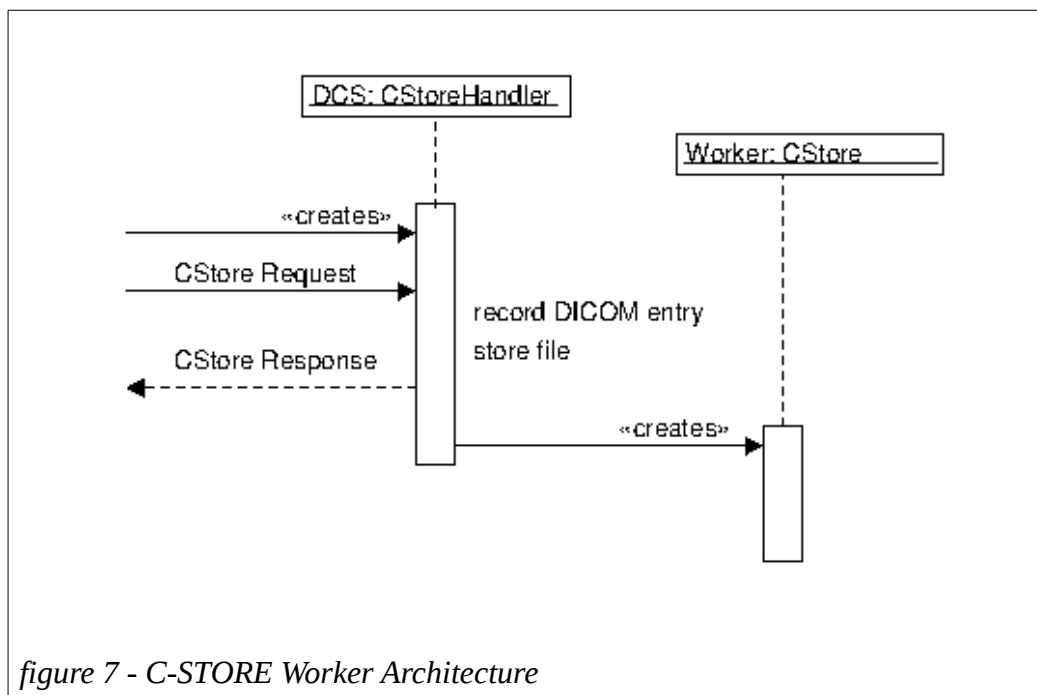 DCS: CStoreHandler
Worker: CStore
«creates»
CStore Request
record DICOM entry
store file
CStore Response
«creates»
figure 7 - C-STORE Worker Architecture